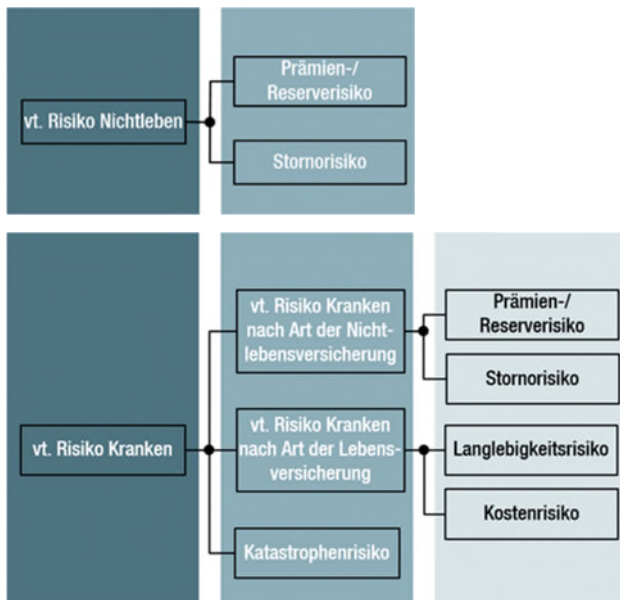 vt. Risiko Nichtleben
Prämien-/
Reserverisiko
Stornorisiko
vt. Risiko Kranken
vt. Risiko Kranken
nach Art der Nicht-
lebensversicherung
Prämien-/
Reserverisiko
Stornorisiko
vt. Risiko Kranken
nach Art der Lebens-
versicherung
Langlebigkeitsrisiko
Kostenrisiko
Katastrophenrisiko